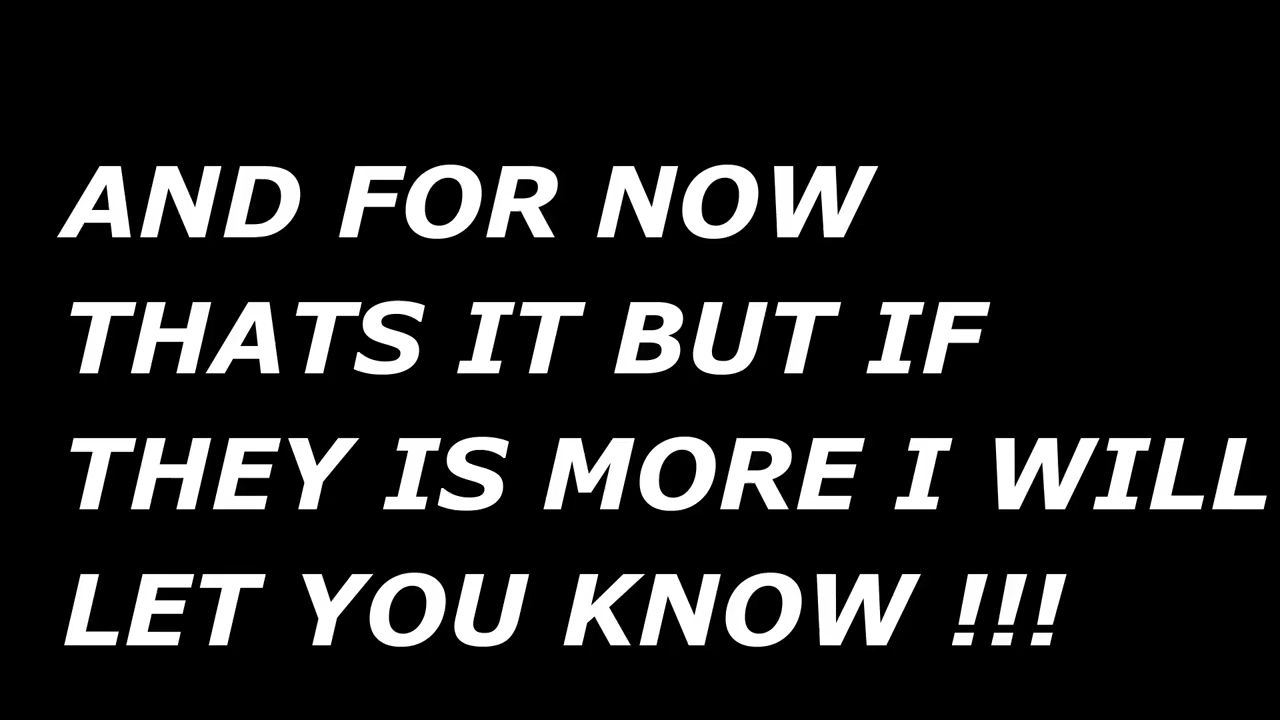 AND FOR NOW
THATS IT BUT IF
THEY IS MORE I WILL
LET YOU KNOW !!!